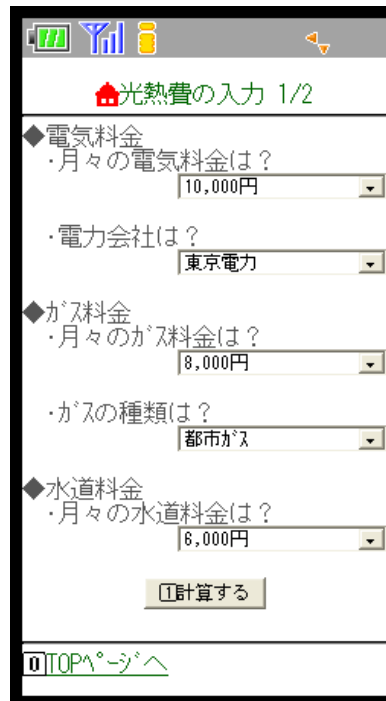 光熱費の入力 1/2
◆電気料金
・月々の電気料金は?
10,000円
・電力会社は?
東京電力
◆ガス料金
・月々のガス料金は?
8,000円
・ガスの種類は?
都市ガス
◆水道料金
・月々の水道料金は?
6,000円
1計算する
0TOPページへ